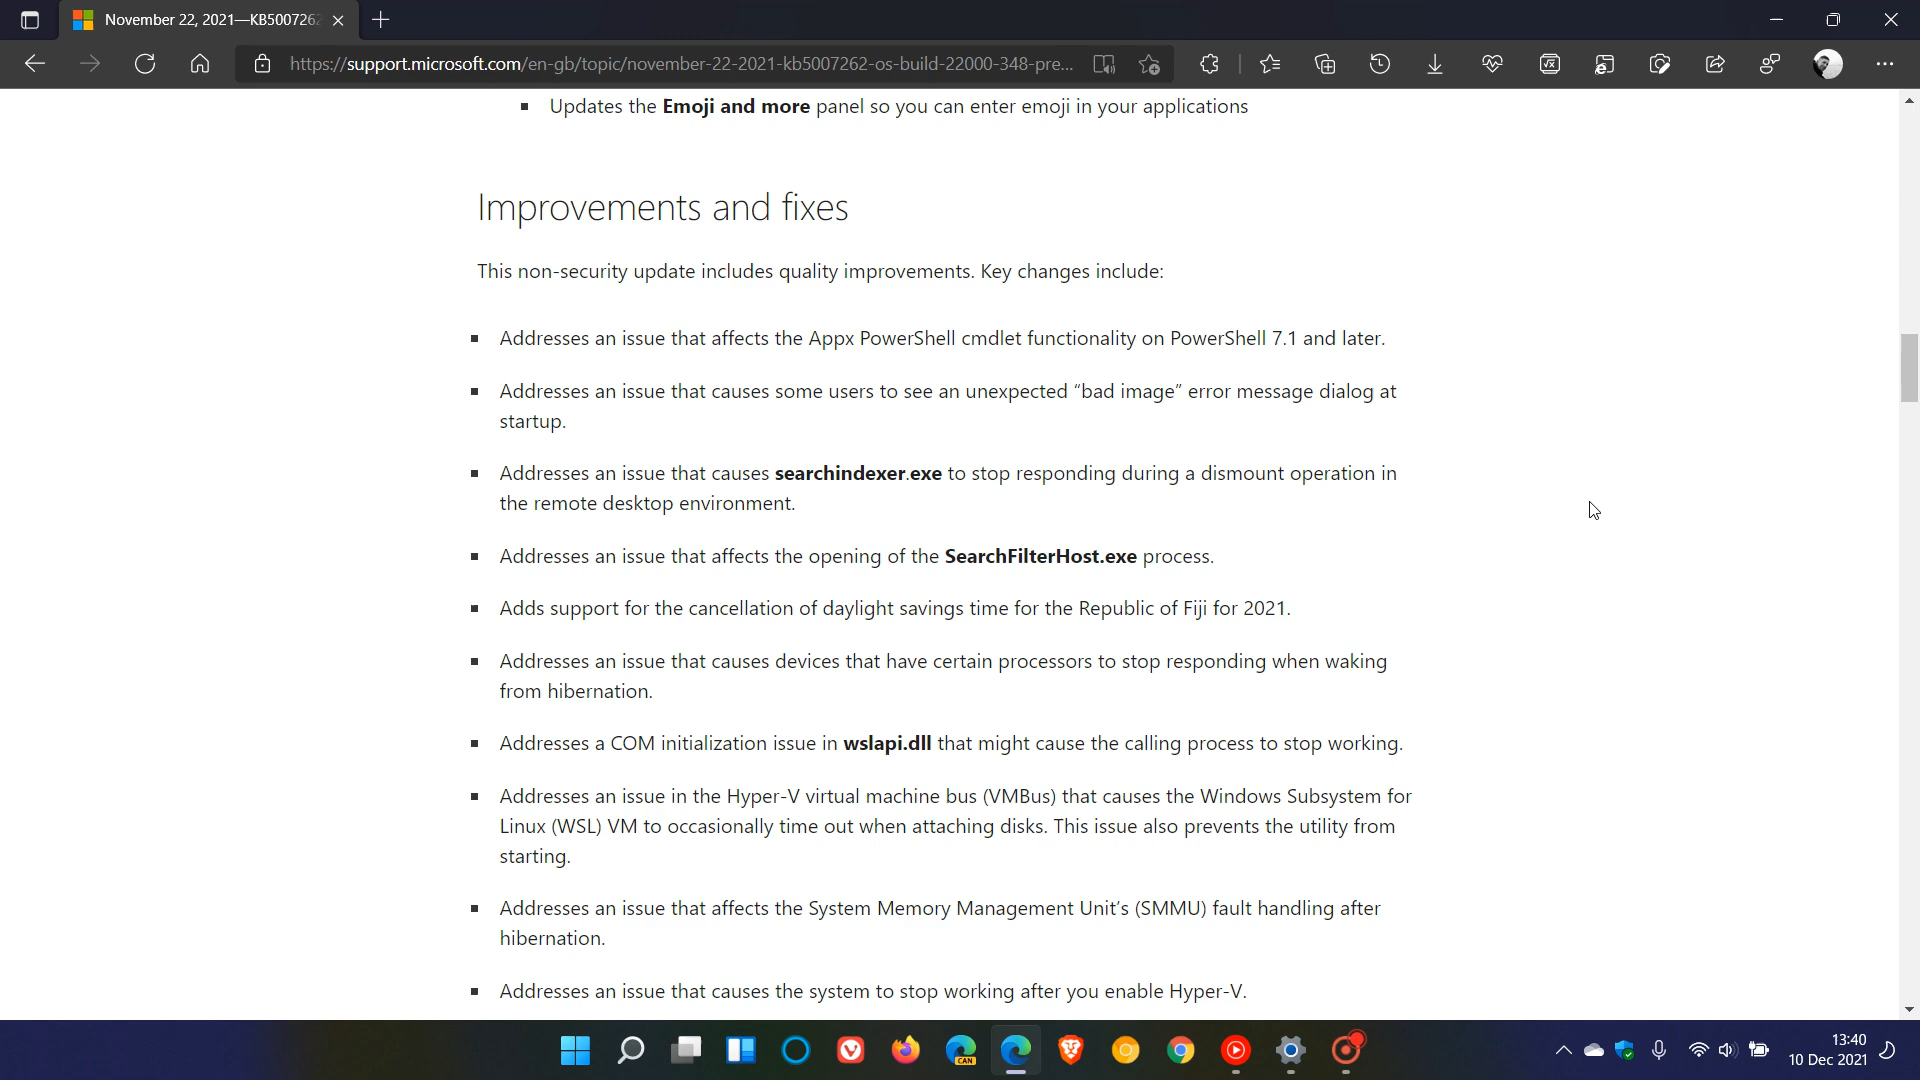 November 22, 2021—KB500726
https://support.microsoft.com/en-gb/topic/november-22-2021-kb5007262-os-build-22000-348-pre...
Updates the Emoji and more panel so you can enter emoji in your applications
Improvements and fixes
This non-security update includes quality improvements. Key changes include:
Addresses an issue that affects the Appx PowerShell cmdlet functionality on PowerShell 7.1 and later.
Addresses an issue that causes some users to see an unexpected “bad image” error message dialog at
startup.
Addresses an issue that causes searchindexer.exe to stop responding during a dismount operation in
the remote desktop environment.
Addresses an issue that affects the opening of the SearchFilterHost.exe process.
Adds support for the cancellation of daylight savings time for the Republic of Fiji for 2021.
Addresses an issue that causes devices that have certain processors to stop responding when waking
from hibernation.
Addresses a COM initialization issue in wslapi.dll that might cause the calling process to stop working.
Addresses an issue in the Hyper-V virtual machine bus (VMBus) that causes the Windows Subsystem for
Linux (WSL) VM to occasionally time out when attaching disks. This issue also prevents the utility from
starting.
Addresses an issue that affects the System Memory Management Unit’s (SMMU) fault handling after
hibernation.
Addresses an issue that causes the system to stop working after you enable Hyper-V.
CAN
13:40
10 Dec 2021